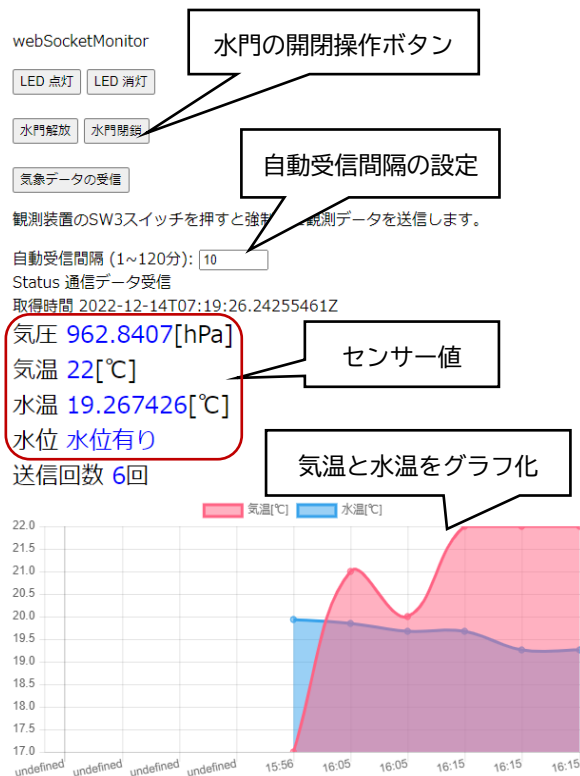 webSocketMonitor
水門の開閉操作ボタン
LED 点灯 LED 消灯
水門解放 水門閉鎖
自動受信間隔の設定
気象データの受信
観測装置のSW3スイッチを押すと強制 観測データを送信します。
自動受信間隔 (1~120分): 10
Status 通信データ受信
取得時間 2022-12-14T07:19:26.24255461Z
気圧 962.8407[hPa]
気温 22[℃]
センサー値
水温 19.267426[℃]
水位 水位有り
気温と水温をグラフ化
送信回数 6回
気温[℃] 水温[℃]
22.0
21.5
21.0
20.5
20.0
19.5
19.0
18.5
18.0
17.5
17.0
undefined undefined undefined undefined 15:56 16:05 16:05 16:15 16:15 16:15